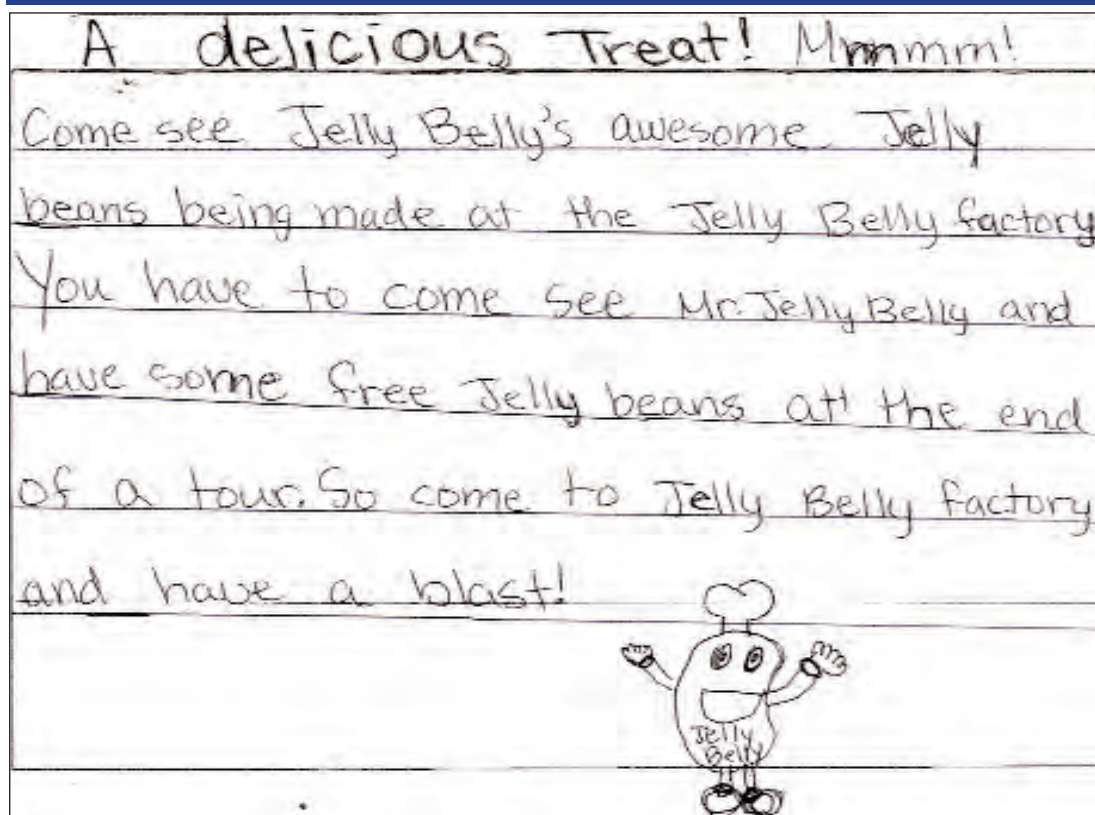 A delicious Treat! Mmmmm!
Come see Jelly Belly's awesome Jelly
beans being made at the Jelly Belly factory
You have to come see Mr. Jelly Belly and
have some free Jelly beans at the end
of a tour. So come to Jelly Belly factory
and have a blast!
Jelly
Belly